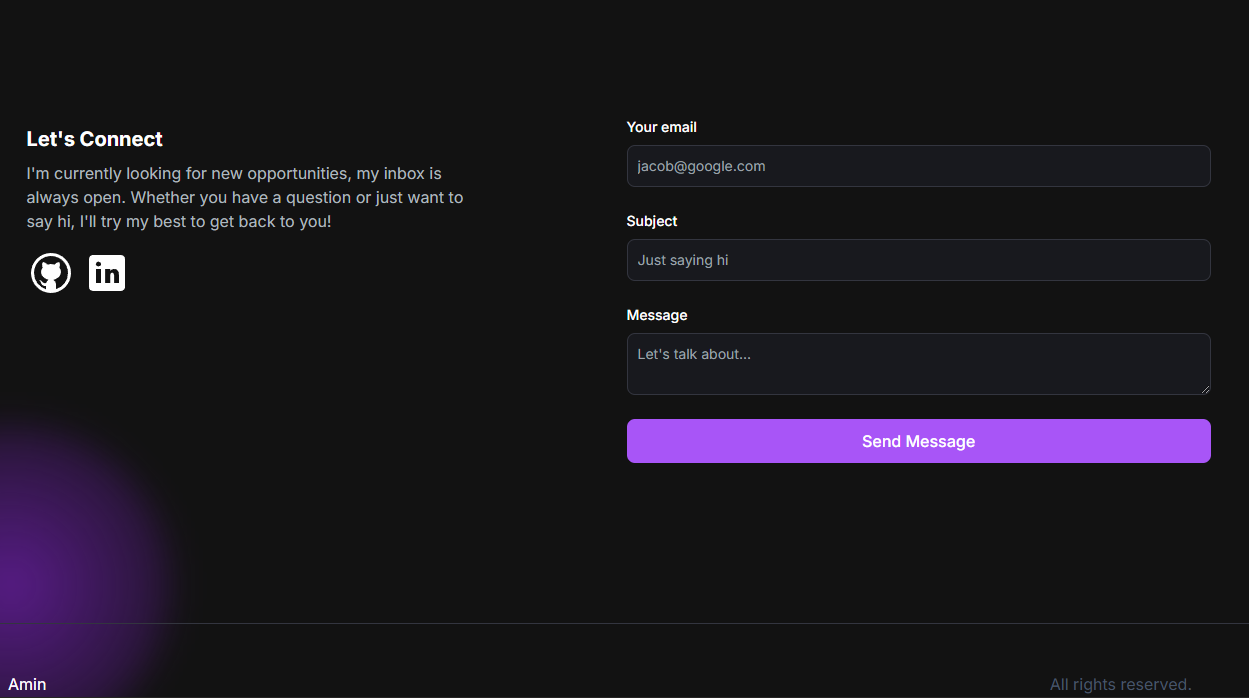 Let's Connect
I'm currently looking for new opportunities, my inbox is
always open. Whether you have a question or just want to
say hi, I'll try my best to get back to you!
in
Your email
jacob@google.com
Subject
Just saying hi
Message
Let's talk about...
Send Message
Amin
All rights reserved.